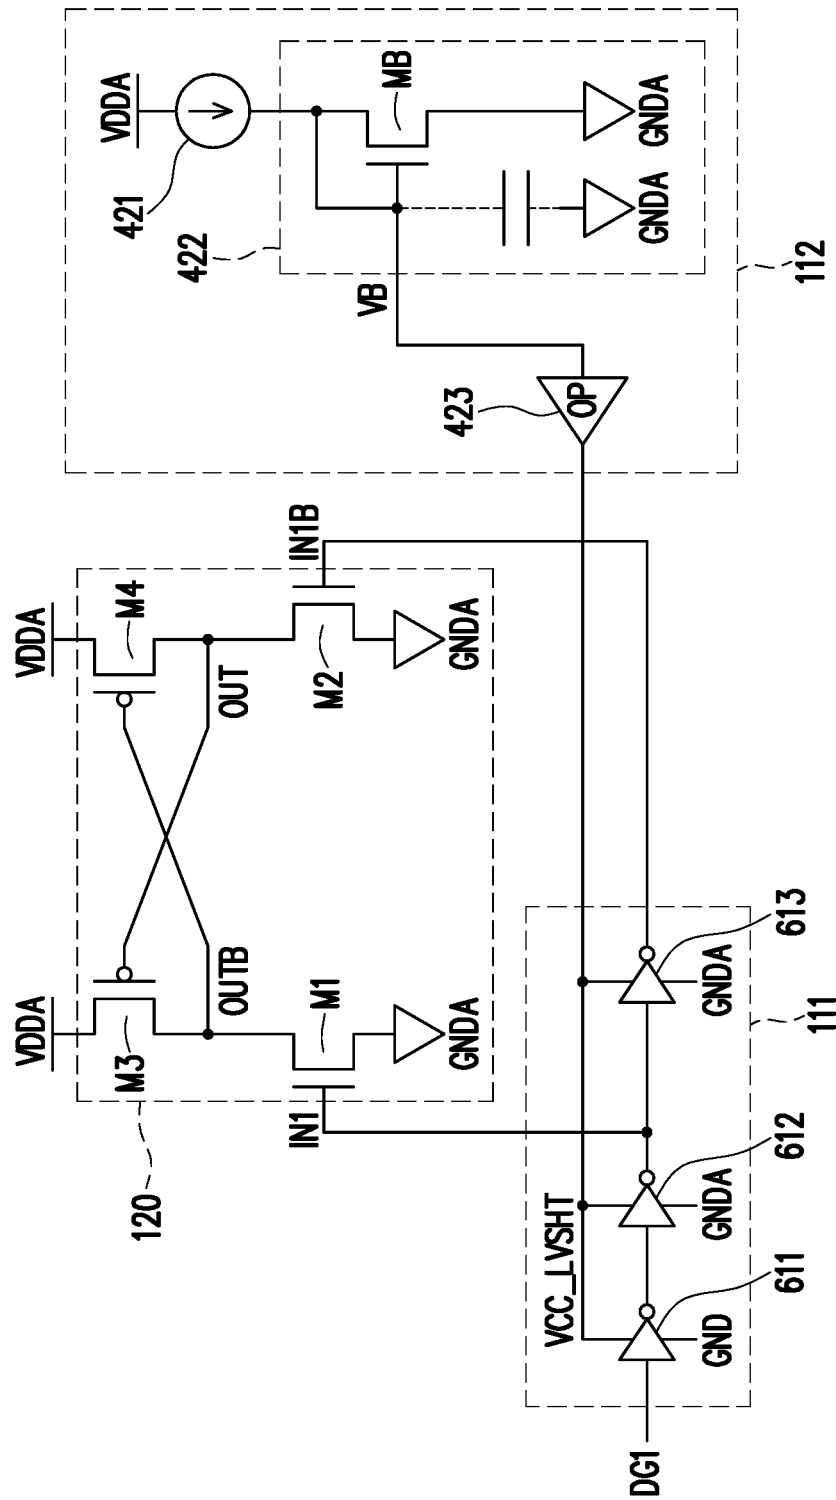 VDDA
VDDA
VDDA
M3
M4
421
120
422
OUTB
OUT
IN1
IN1B
M1
M2
VB
MB
423
GNDA
GNDA
VCC_LVSHT
OP
GNDA
GNDA
DG1
GND
GNDA
GNDA
611
612
613
112
111